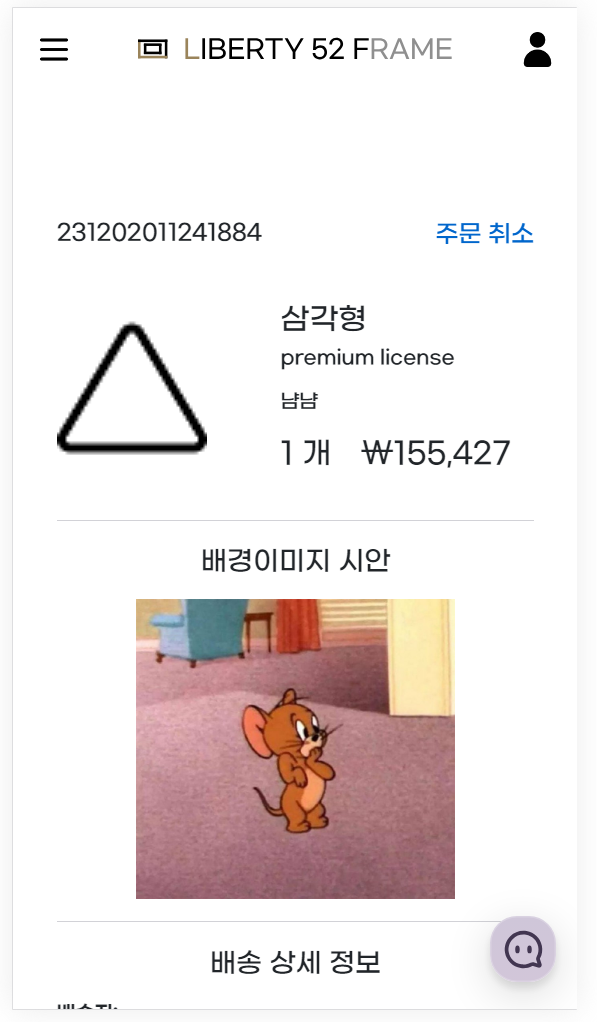 LIBERTY 52 FRAME
231202011241884
주문 취소
삼각형
premium license
냠냠
1 개 ₩155,427
배경이미지 시안
배송 상세 정보